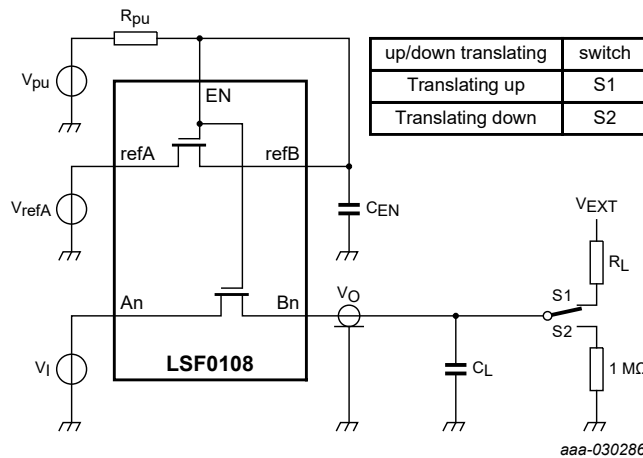 Rpu
Vpu
EN
up/down translating switch
Translating up S1
Translating down S2
refA refB
VrefA
CEN
VEXT
RL
An Bn VO
S1
S2
VI
LSF0108
CL
1 MΩ
aaa-030286